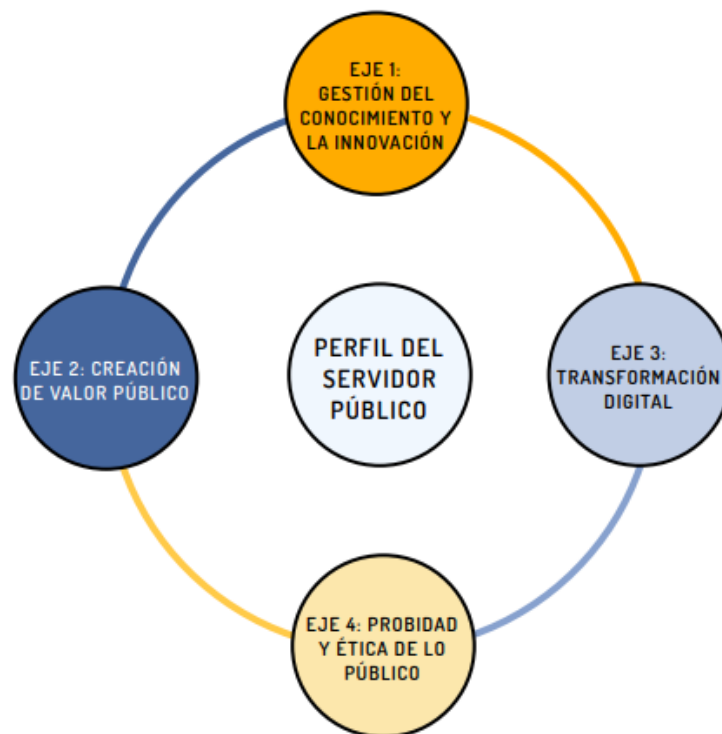 EJE 1:
GESTIÓN DEL
CONOCIMIENTO Y
LA INNOVACIÓN
EJE 2: CREACIÓN
DE VALOR PÚBLICO
PERFIL DEL
SERVIDOR
PÚBLICO
EJE 3:
TRANSFORMACIÓN
DIGITAL
EJE 4: PROBIDAD
Y ÉTICA DE LO
PÚBLICO